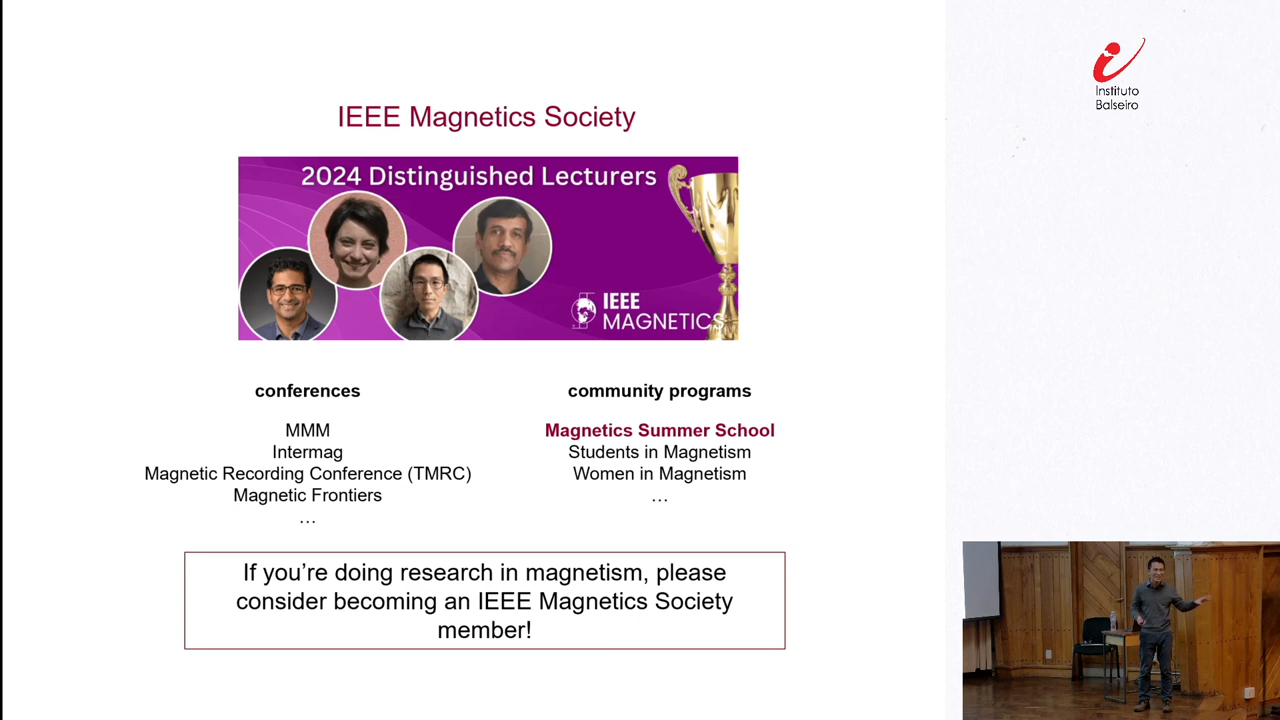 IEEE Magnetics Society
2024 Distinguished Lecturers
IEEE
MAGNETICS
conferences
MMM
Intermag
Magnetic Recording Conference (TMRC)
Magnetic Frontiers
…
community programs
Magnetics Summer School
Students in Magnetism
Women in Magnetism
…
If you’re doing research in magnetism, please
consider becoming an IEEE Magnetics Society
member!
Instituto
Balseiro